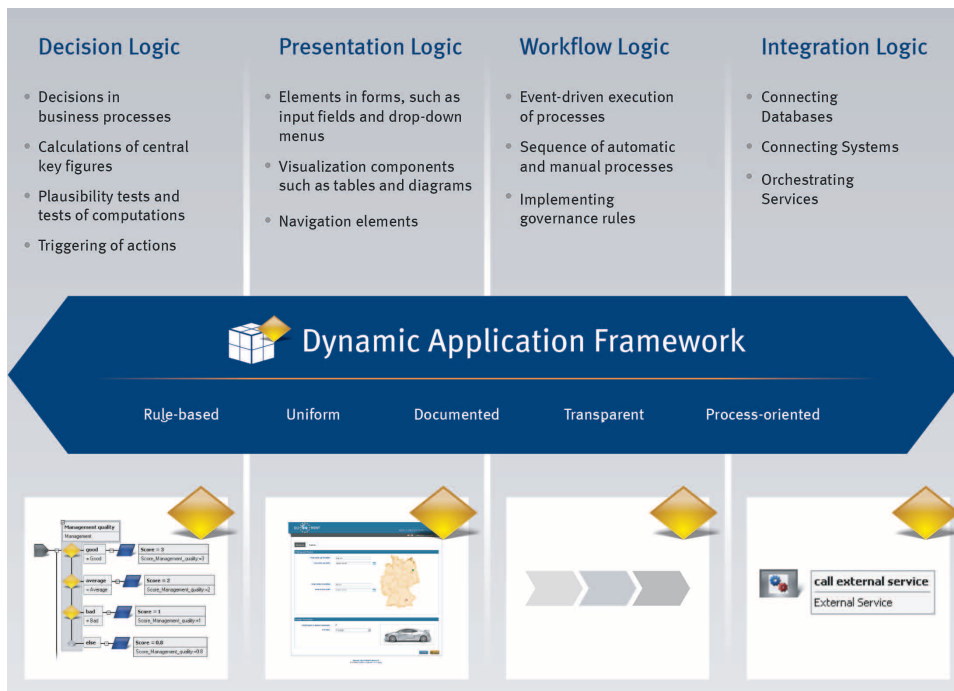 Decision Logic
Decisions in
business processes
Calculations of central
key figures
Plausibility tests and
tests of computations
Triggering of actions
Presentation Logic
Elements in forms, such as
input fields and drop-down
menus
Visualization components
such as tables and diagrams
Navigation elements
Workflow Logic
Event-driven execution
of processes
Sequence of automatic
and manual processes
Implementing
governance rules
Integration Logic
Connecting
Databases
Connecting Systems
Orchestrating
Services
Dynamic Application Framework
Rule-based
Uniform
Documented
Transparent
Process-oriented
Management quality
Management
good
= Good
Score = 3
Score_Management_quality:=3
average
= Average
Score = 2
Score_Management_quality:=2
bad
= Bad
Score = 1
Score_Management_quality:=1
else
Score = 0.8
Score_Management_quality:=0.8
call external service
External Service